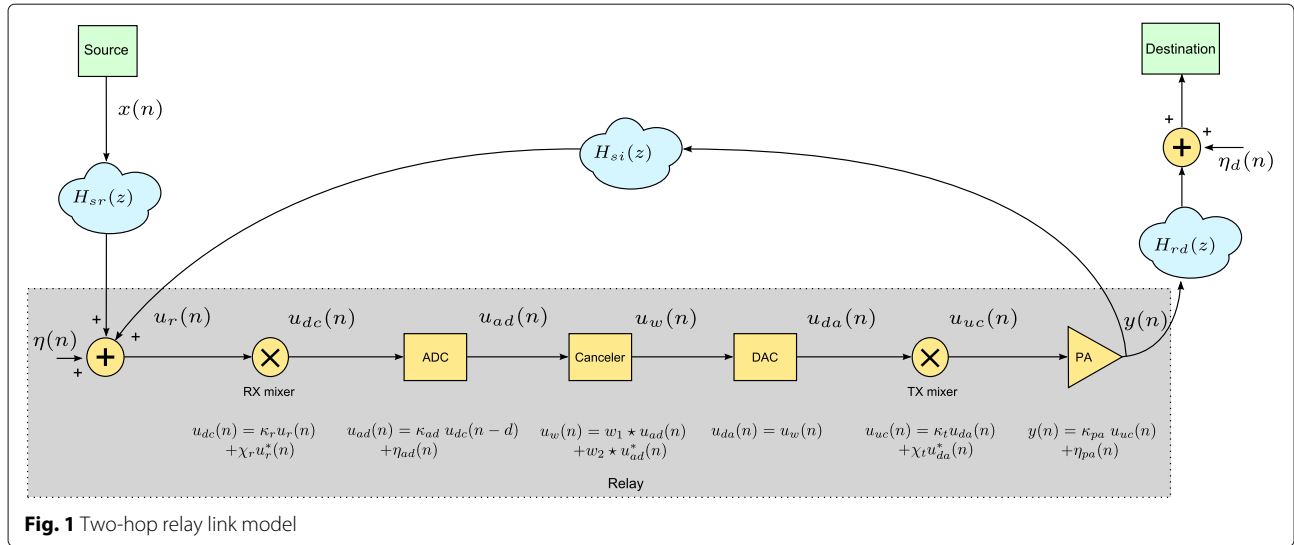 Source
Destination
x(n)
H_{si}(z)
η_d(n)
H_{sr}(z)
H_{rd}(z)
u_r(n)
u_{dc}(n)
u_{ad}(n)
u_w(n)
u_{da}(n)
u_{uc}(n)
y(n)
η(n)
+
+
+
+
+
+
+
ADC
Canceler
DAC
PA
RX mixer
TX mixer
u_{dc}(n) = κ_r u_r(n)
+χ_r u_r^*(n)
u_{ad}(n) = κ_{ad} u_{dc}(n − d)
+η_{ad}(n)
u_w(n) = w_1 ⋆ u_{ad}(n)
+w_2 ⋆ u_{ad}^*(n)
u_{da}(n) = u_w(n)
u_{uc}(n) = κ_t u_{da}(n)
+χ_t u_{da}^*(n)
y(n) = κ_{pa} u_{uc}(n)
+η_{pa}(n)
Relay
Fig. 1 Two-hop relay link model